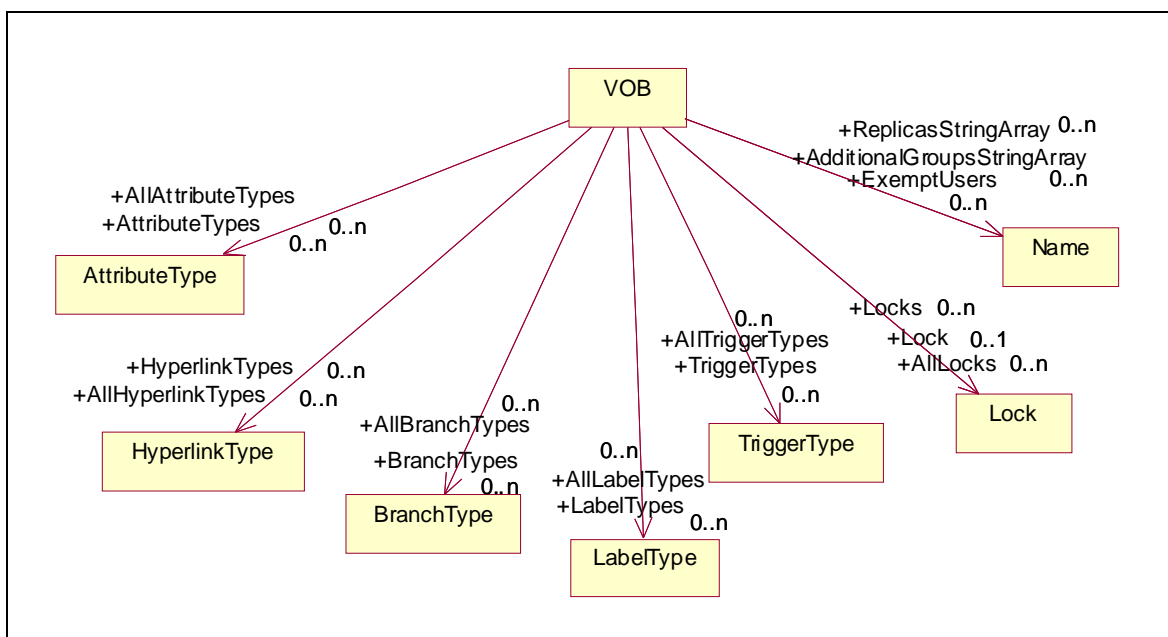 VOB
+ReplicasStringArray 0..n
+AdditionalGroupsStringArray
+ExemptUsers 0..n
0..n
+AllAttributeTypes
+AttributeTypes 0..n
0..n
AttributeType
Name
+HyperlinkTypes 0..n
+AllHyperlinkTypes 0..n
HyperlinkType
0..n
+AllBranchTypes
+BranchTypes
0..n
BranchType
0..n
+AllLabelTypes
+LabelTypes
0..n
LabelType
0..n
+AllTriggerTypes
+TriggerTypes
0..n
TriggerType
+Locks 0..n
+Lock 0..1
+AllLocks 0..n
Lock